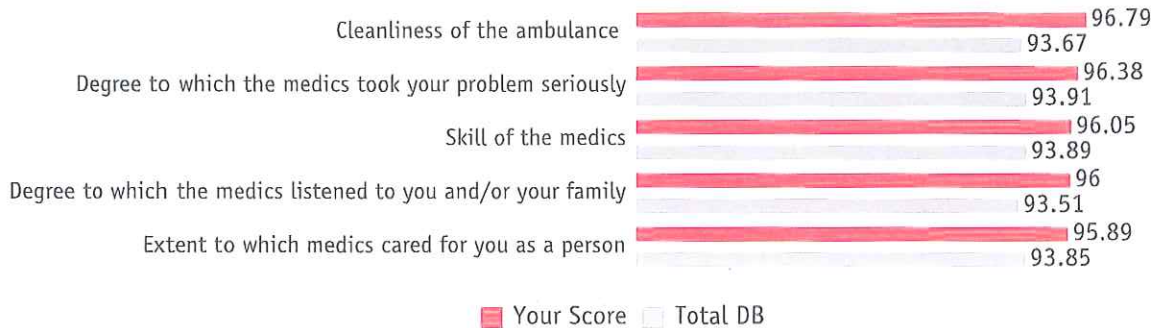 Cleanliness of the ambulance
96.79
93.67
Degree to which the medics took your problem seriously
96.38
93.91
Skill of the medics
96.05
93.89
Degree to which the medics listened to you and/or your family
96
93.51
Extent to which medics cared for you as a person
95.89
93.85
Your Score Total DB